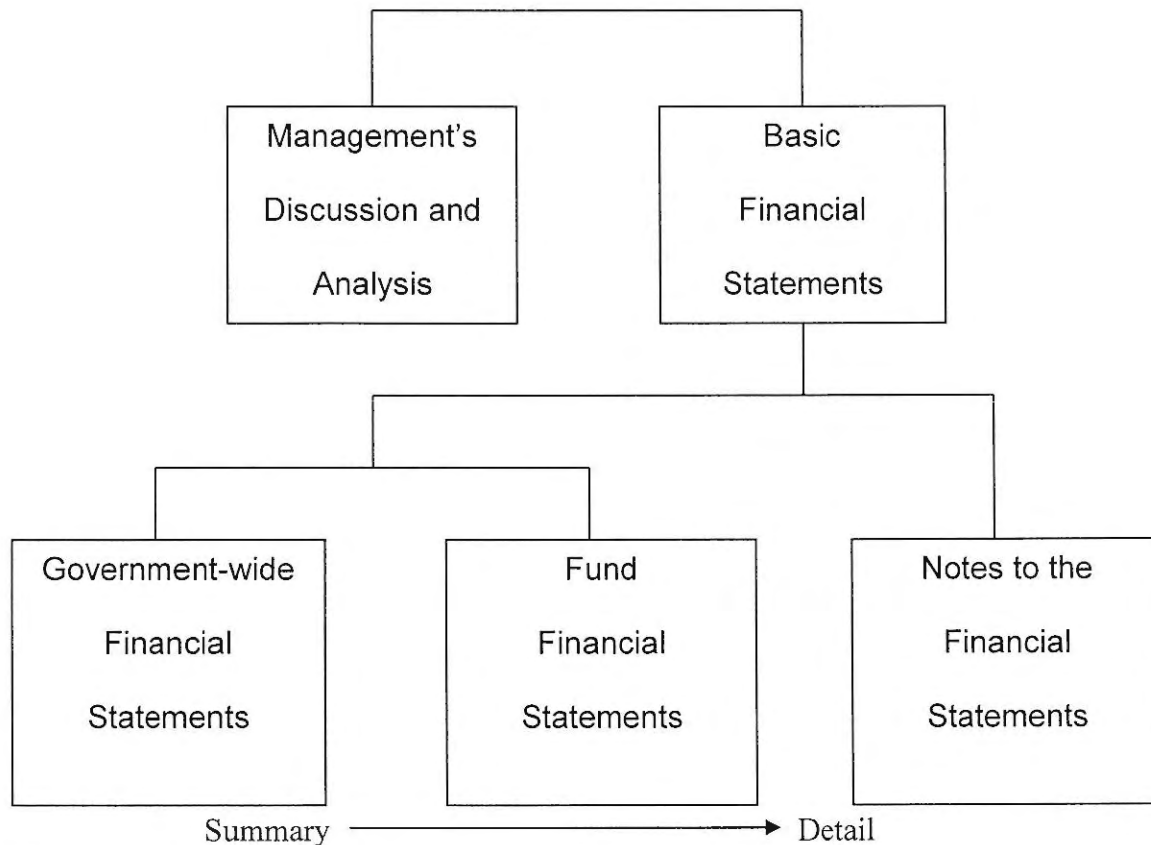 Management's
Discussion and
Analysis
Basic
Financial
Statements
Government-wide
Financial
Statements
Fund
Financial
Statements
Notes to the
Financial
Statements
Summary
Detail